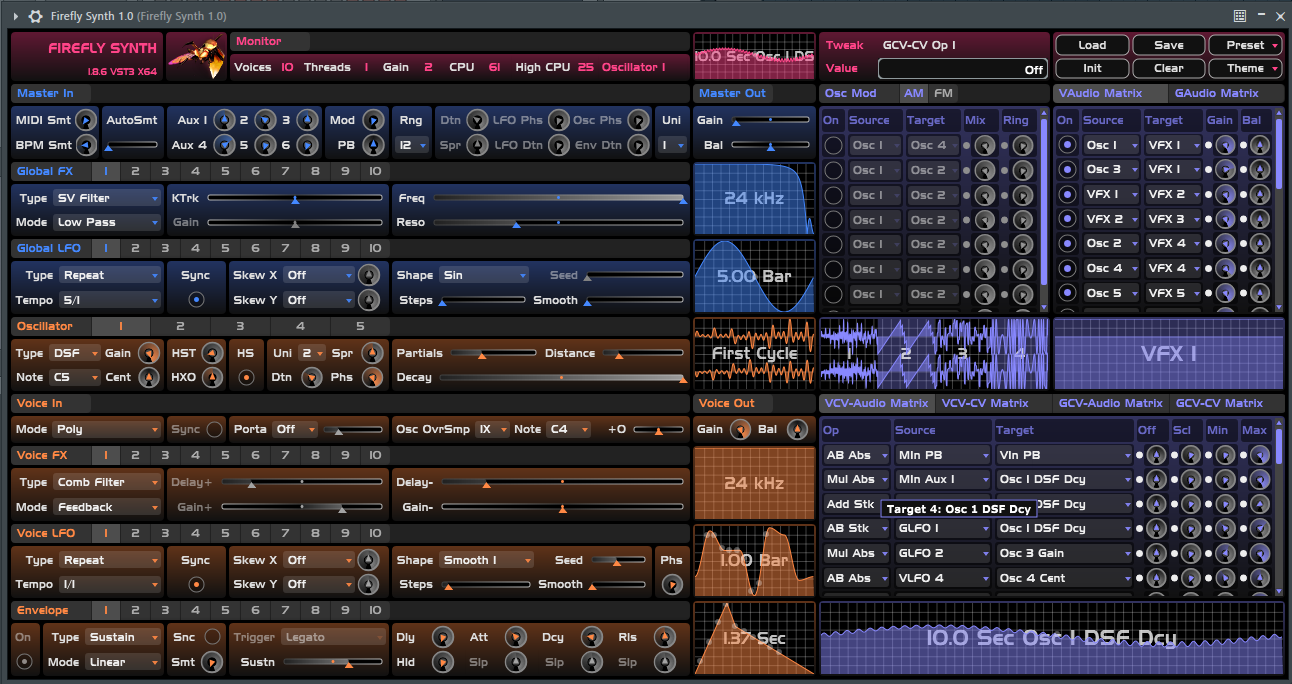 Firefly Synth 1.0 (Firefly Synth 1.0)
FIREFLY SYNTH
1.8.6 VST3 X64
Monitor
Voices 10 Threads 1 Gain 2 CPU 61 High CPU 25 Oscillator 1
10.0 Sec Osc 1 DS
Tweak GCV-CV Op 1
Value Off
Load Save Preset
Init Clear Theme
Master In
MIDI Smt AutoSmt Aux 1 2 3 Mod Rng Dtn LFO Phs Osc Phs Uni
BPM Smt Aux 4 5 6 PB 12 Spr LFO Dtn Env Dtn 1
Master Out
Gain
Bal
Osc Mod AM FM
On Source Target Mix Ring
Osc 1 Osc 4
Osc 1 Osc 2
Osc 1 Osc 2
Osc 1 Osc 2
Osc 1 Osc 2
Osc 1 Osc 2
Osc 1 Osc 2
VAudio Matrix GAudio Matrix
On Source Target Gain Bal
Osc 1 VFX 1
Osc 3 VFX 1
VFX 1 VFX 2
VFX 2 VFX 3
Osc 2 VFX 4
Osc 4 VFX 4
Osc 5 VFX 5
Global FX 1 2 3 4 5 6 7 8 9 10
Type SV Filter KTrk Freq
Mode Low Pass Gain Reso
24 kHz
Global LFO 1 2 3 4 5 6 7 8 9 10
Type Repeat Sync Skew X Off Shape Sin Seed
Tempo 5/1 Skew Y Off Steps Smooth
5.00 Bar
Oscillator 1 2 3 4 5
Type DSF Gain HST HS Uni 2 Spr Partials Distance
Note C5 Cent HXO Dtn Phs Decay
First Cycle
1 2 3 4
VFX 1
Voice In
Mode Poly Sync Porta Off Osc OvrSmp 1X Note C4 +0
Voice Out
Gain Bal
VCV-Audio Matrix VCV-CV Matrix GCV-Audio Matrix GCV-CV Matrix
Op Source Target Off Scl Min Max
AB Abs MIn PB VIn PB
Mul Abs MIn Aux 1 Osc 1 DSF Dcy
Add Stk DSF Dcy
Target 4: Osc 1 DSF Dcy
AB Stk GLFO 1 Osc 1 DSF Dcy
Mul Abs GLFO 2 Osc 3 Gain
AB Abs VLFO 4 Osc 4 Cent
Voice FX 1 2 3 4 5 6 7 8 9 10
Type Comb Filter Delay+ Delay-
Mode Feedback Gain+ Gain-
24 kHz
Voice LFO 1 2 3 4 5 6 7 8 9 10
Type Repeat Sync Skew X Off Shape Smooth 1 Seed Phs
Tempo 1/1 Skew Y Off Steps Smooth
1.00 Bar
Envelope 1 2 3 4 5 6 7 8 9 10
On Type Sustain Snc Trigger Legato Dly Att Dcy Rls
Mode Linear Smt Sustn Hld Slp Slp Slp
1.37 Sec
10.0 Sec Osc 1 DSF Dcy